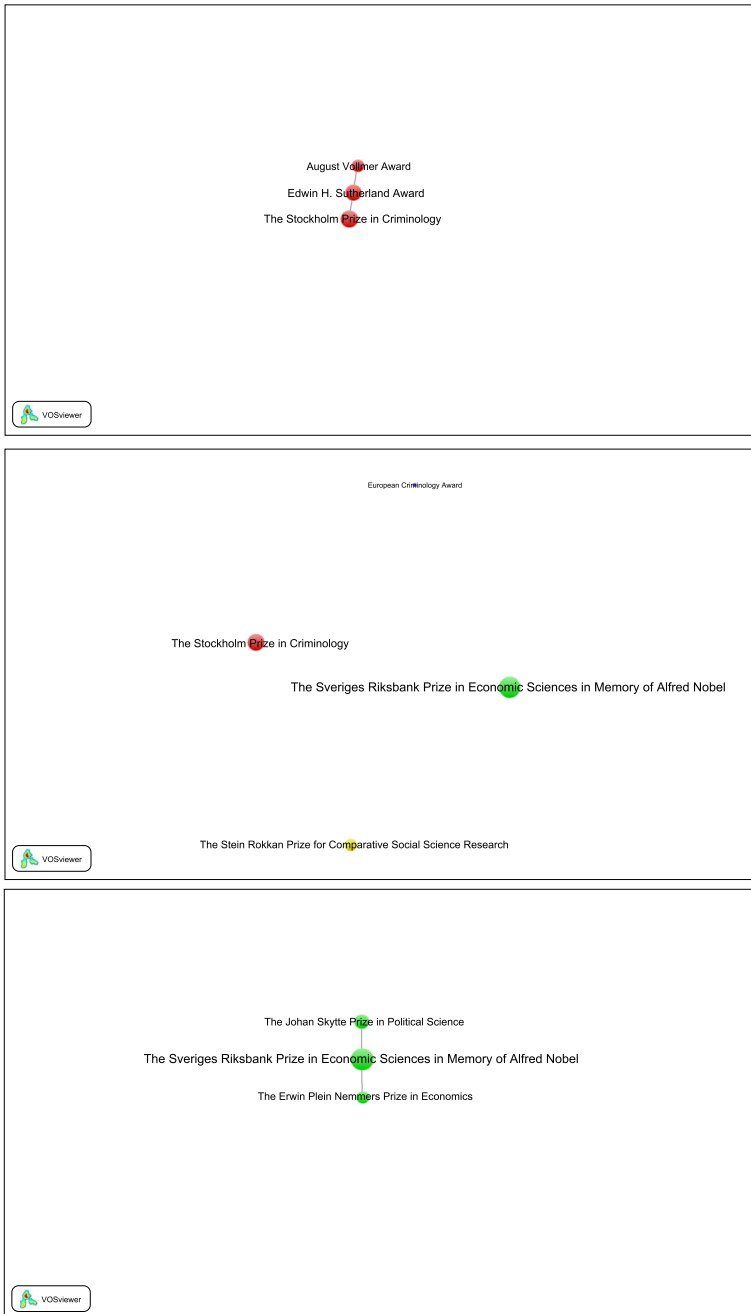 August Vollmer Award
Edwin H. Sutherland Award
The Stockholm Prize in Criminology
VOSviewer
European Criminology Award
The Stockholm Prize in Criminology
The Sveriges Riksbank Prize in Economic Sciences in Memory of Alfred Nobel
The Stein Rokkan Prize for Comparative Social Science Research
VOSviewer
The Johan Skytte Prize in Political Science
The Sveriges Riksbank Prize in Economic Sciences in Memory of Alfred Nobel
The Erwin Plein Nemmers Prize in Economics
VOSviewer